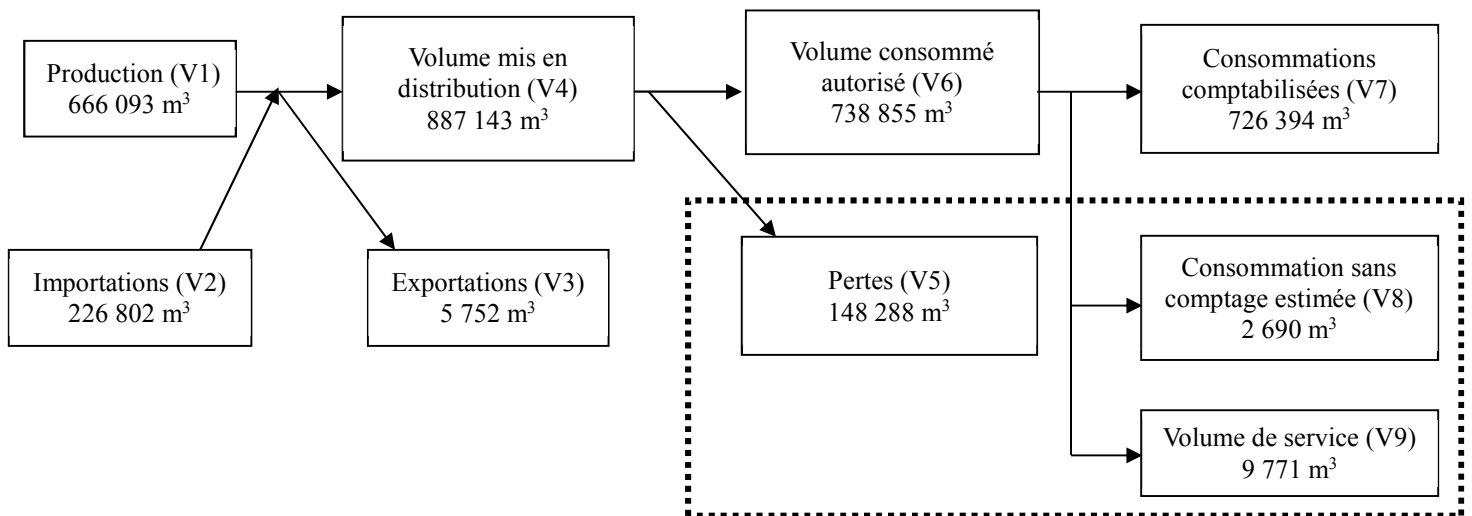 Production (V1)
666 093 m³
Volume mis en
distribution (V4)
887 143 m³
Volume consommé
autorisé (V6)
738 855 m³
Consommations
comptabilisées (V7)
726 394 m³
Importations (V2)
226 802 m³
Exportations (V3)
5 752 m³
Pertes (V5)
148 288 m³
Consommation sans
comptage estimée (V8)
2 690 m³
Volume de service (V9)
9 771 m³